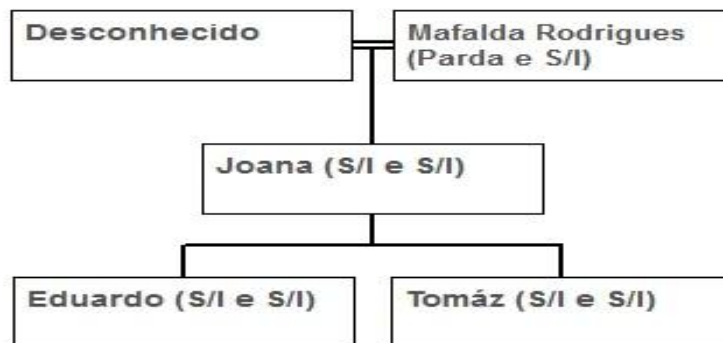 Desconhecido
Mafalda Rodrigues
(Parda e S/I)
Joana (S/I e S/I)
Eduardo (S/I e S/I)
Tomáz (S/I e S/I)